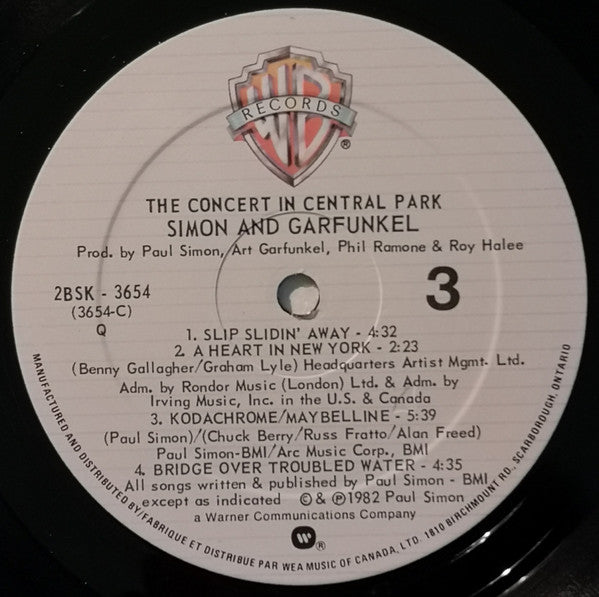 WB
RECORDS
®
THE CONCERT IN CENTRAL PARK
SIMON AND GARFUNKEL
Prod. by Paul Simon, Art Garfunkel, Phil Ramone & Roy Halee
2BSK - 3654
(3654-C)
Q
3
1. SLIP SLIDIN' AWAY - 4:32
2. A HEART IN NEW YORK - 2:23
(Benny Gallagher/Graham Lyle) Headquarters Artist Mgmt. Ltd.
Adm. by Rondor Music (London) Ltd. & Adm. by
Irving Music, Inc. in the U.S. & Canada
3. KODACHROME/MAYBELLINE - 5:39
(Paul Simon)/(Chuck Berry/Russ Fratto/Alan Freed)
Paul Simon-BMI/Arc Music Corp., BMI
4. BRIDGE OVER TROUBLED WATER - 4:35
All songs written & published by Paul Simon - BMI
except as indicated © & ℗ 1982 Paul Simon
a Warner Communications Company
®
MANUFACTURED AND DISTRIBUTED BY/FABRIQUE ET DISTRIBUE PAR WEA MUSIC OF CANADA, LTD. 1810 BIRCHMOUNT RD., SCARBOROUGH, ONTARIO